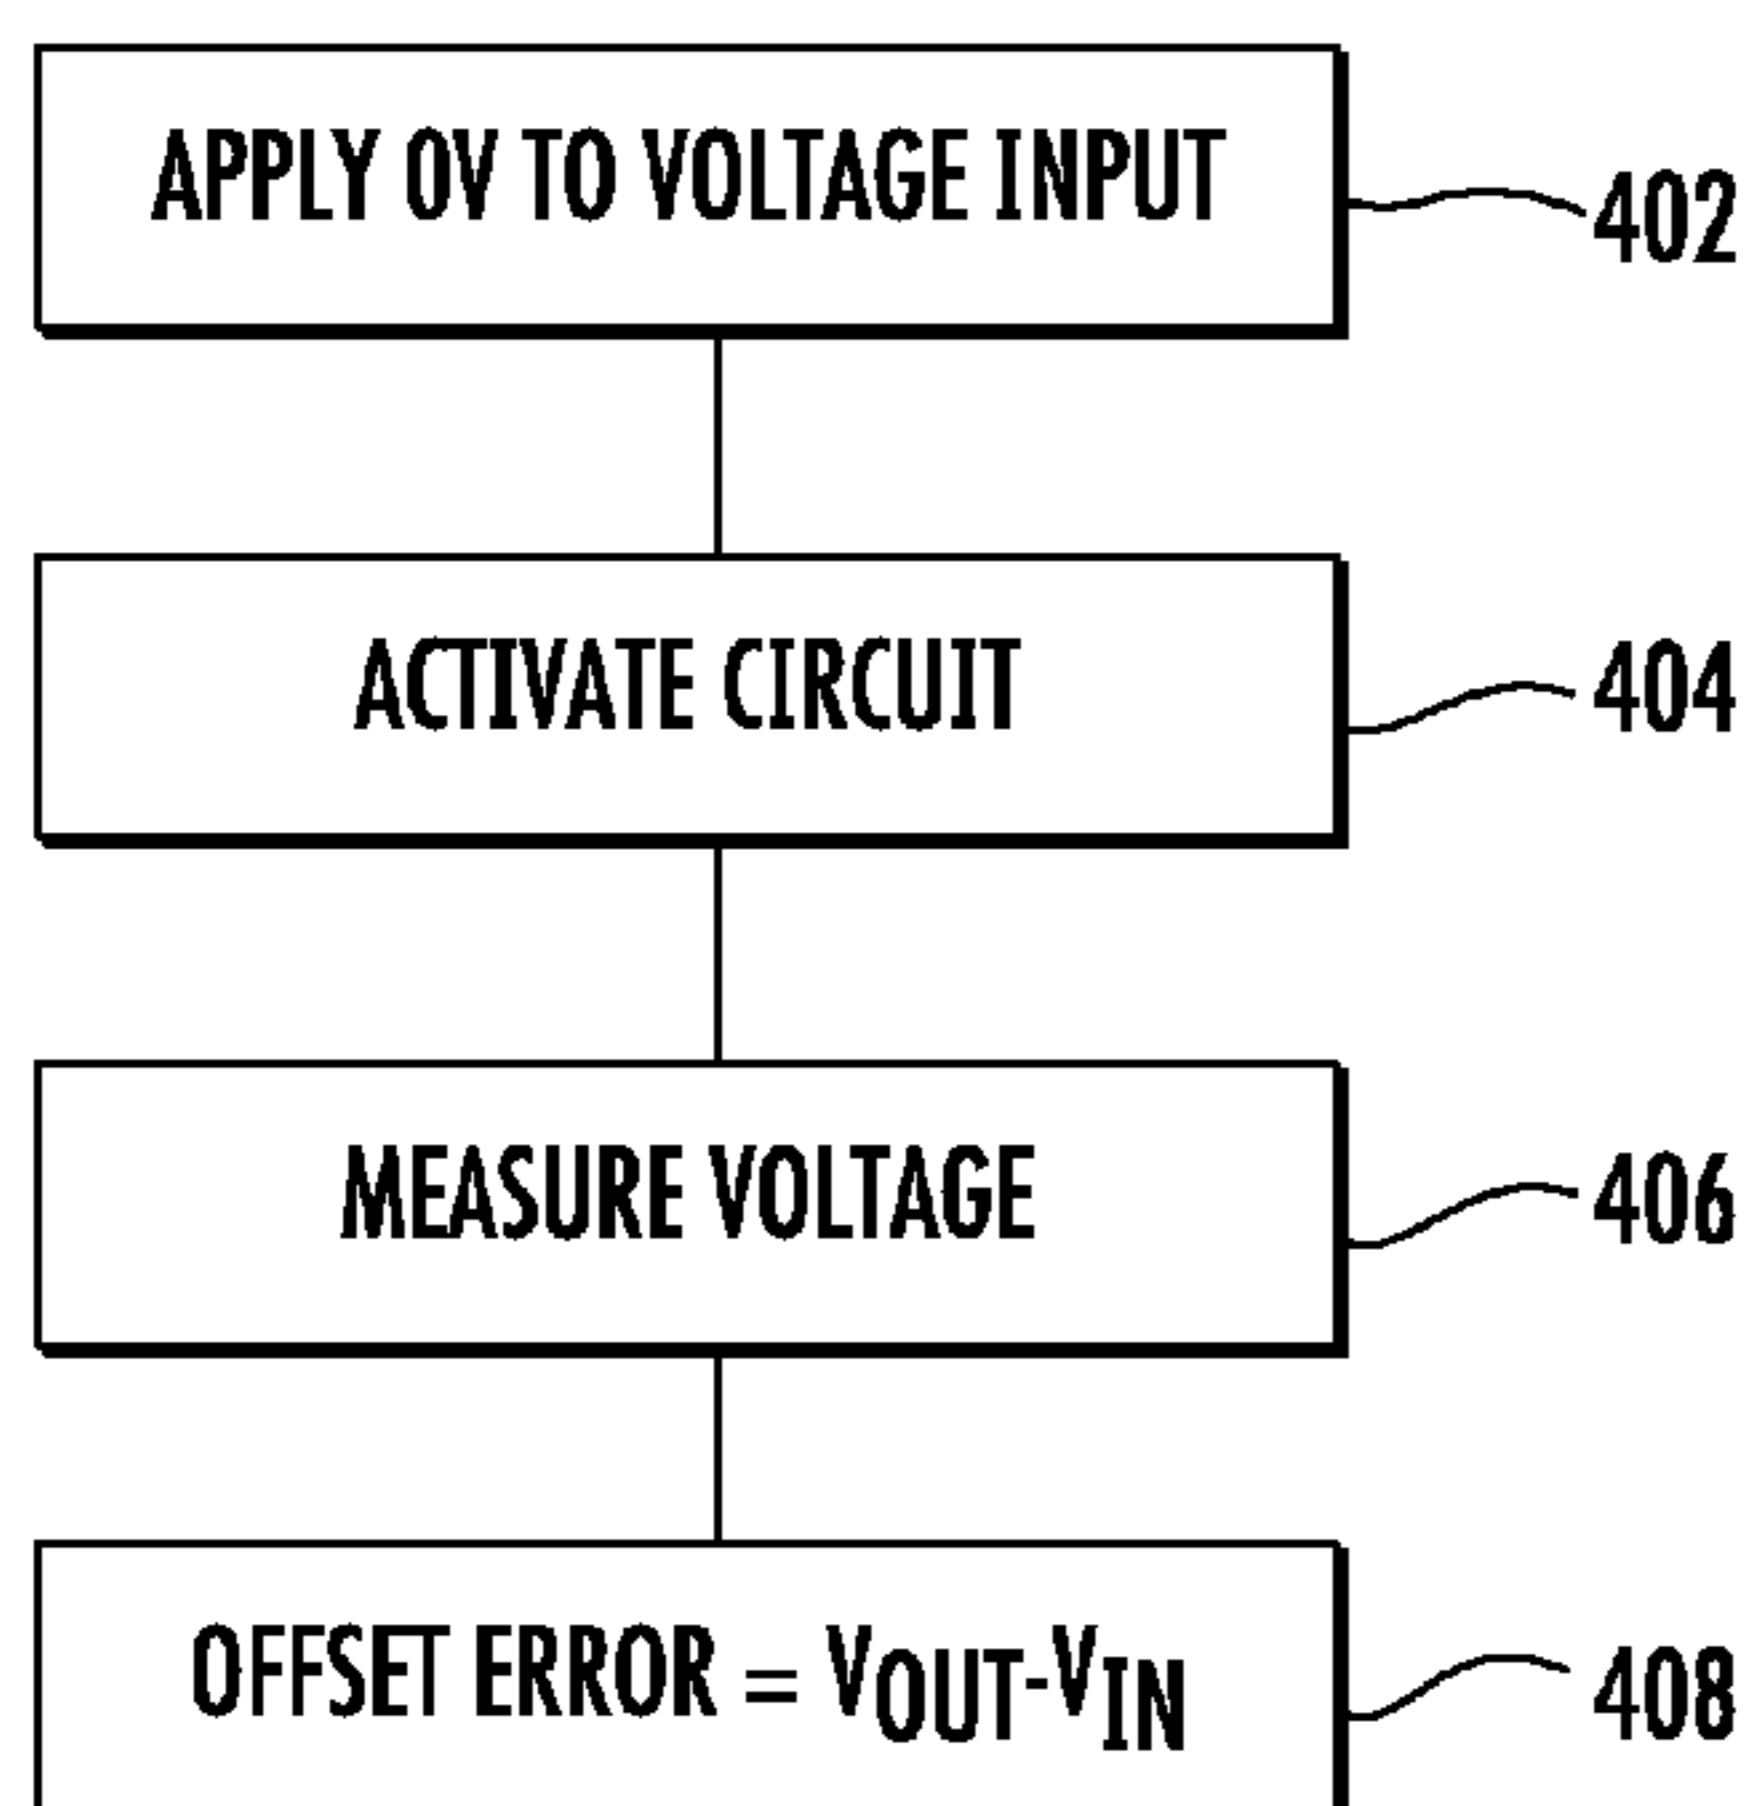 APPLY 0V TO VOLTAGE INPUT
402
ACTIVATE CIRCUIT
404
MEASURE VOLTAGE
406
OFFSET ERROR = VOUT-VIN
408